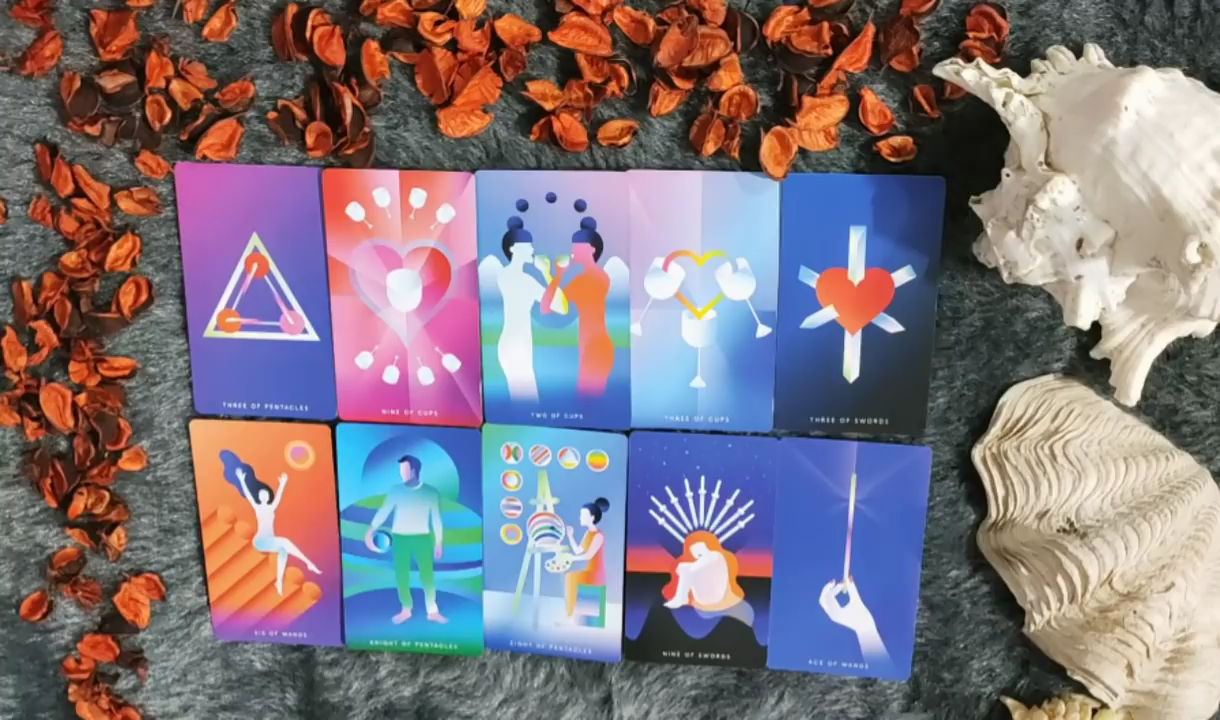 THREE OF PENTACLES
NINE OF CUPS
TWO OF CUPS
THREE OF CUPS
THREE OF SWORDS
SIX OF WANDS
KNIGHT OF PENTACLES
EIGHT OF PENTACLES
NINE OF SWORDS
ACE OF WANDS